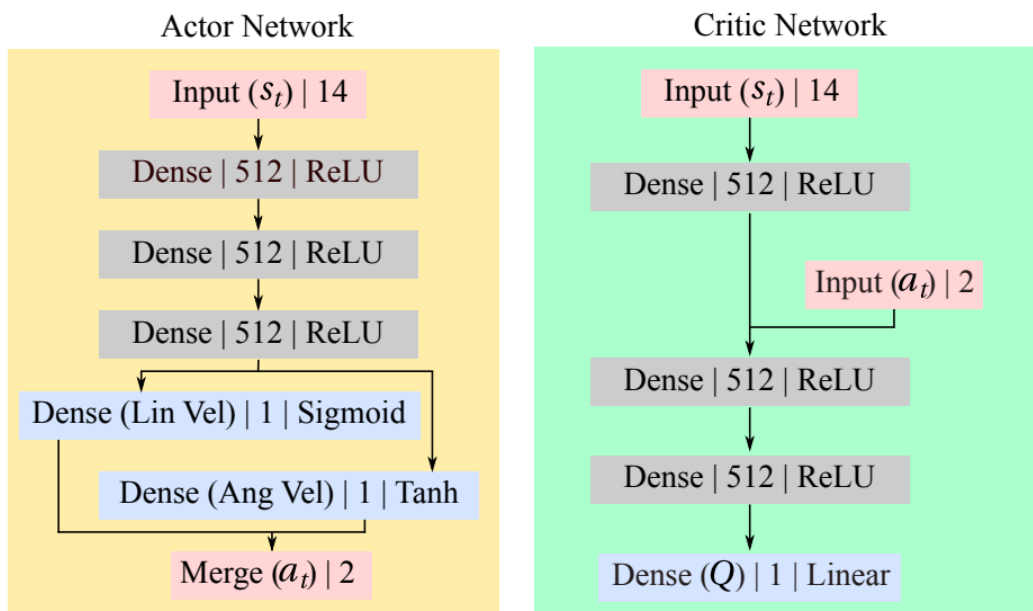 Actor Network
Input (s_t) | 14
Dense | 512 | ReLU
Dense | 512 | ReLU
Dense | 512 | ReLU
Dense (Lin Vel) | 1 | Sigmoid
Dense (Ang Vel) | 1 | Tanh
Merge (a_t) | 2
Critic Network
Input (s_t) | 14
Dense | 512 | ReLU
Input (a_t) | 2
Dense | 512 | ReLU
Dense | 512 | ReLU
Dense (Q) | 1 | Linear